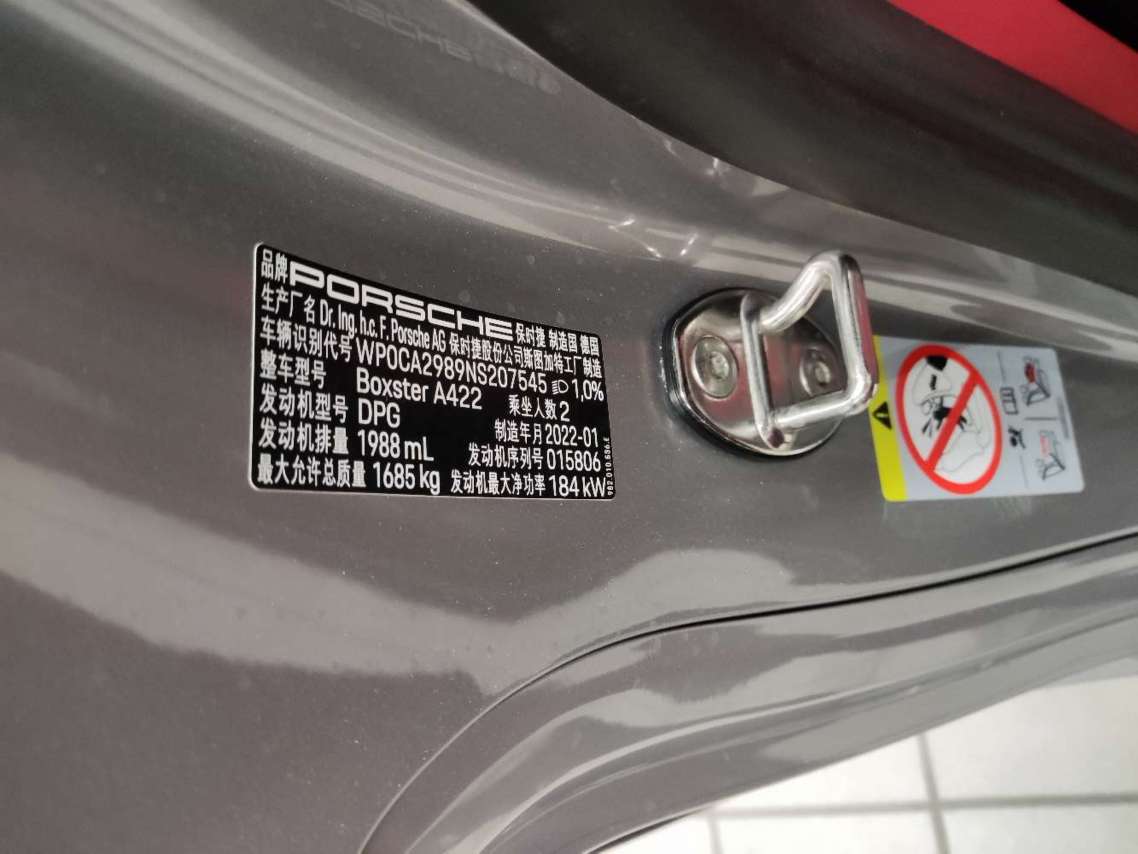 品牌 PORSCHE 保时捷 制造国 德国
生产厂名 Dr. Ing. h.c. F. Porsche AG 保时捷股份公司斯图加特工厂制造
车辆识别代号 WP0CA2989NS207545 1,0%
整车型号 Boxster A422 乘坐人数 2
发动机型号 DPG 制造年月 2022-01
发动机排量 1988 mL 发动机序列号 015806
最大允许总质量 1685 kg 发动机最大净功率 184 kW
982.010.636.E